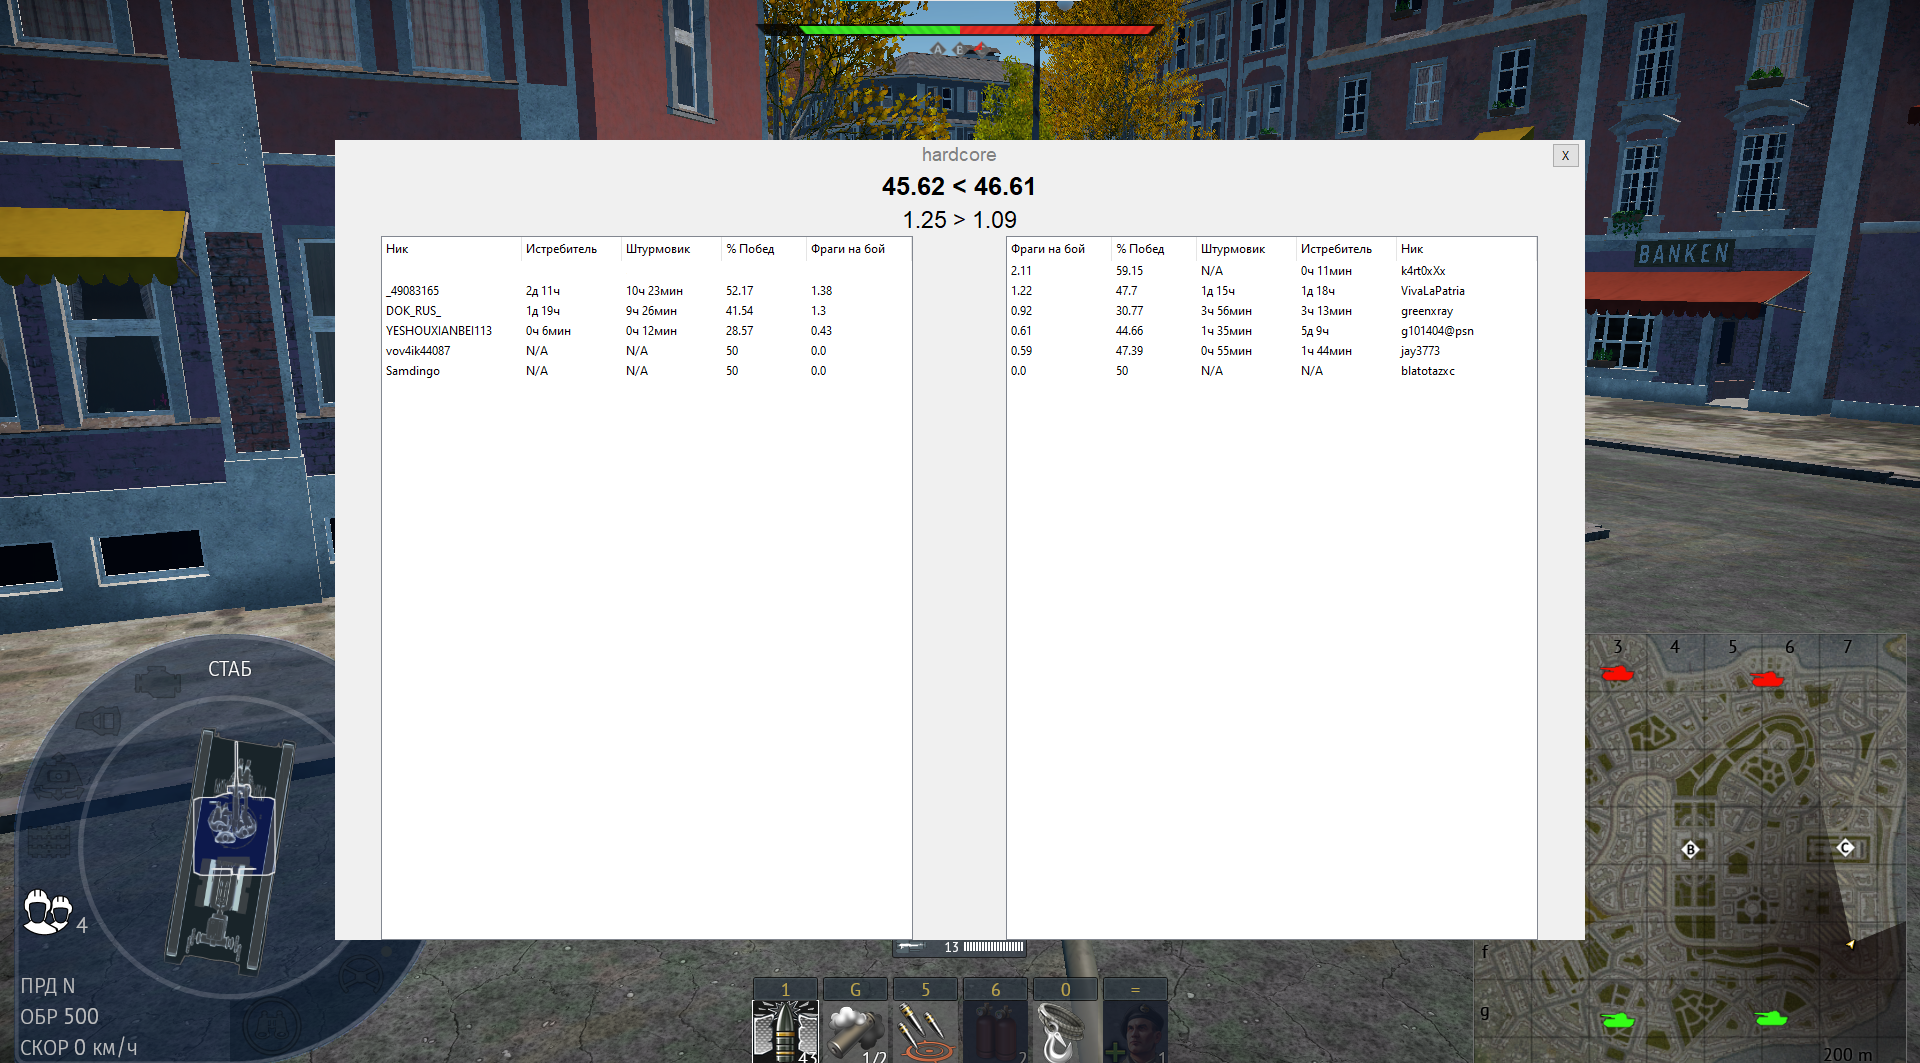 A B
hardcore
X
45.62 < 46.61
1.25 > 1.09
Ник Истребитель Штурмовик % Побед Фраги на бой
_49083165 2д 11ч 10ч 23мин 52.17 1.38
DOK_RUS_ 1д 19ч 9ч 26мин 41.54 1.3
YESHOUXIANBEI113 0ч 6мин 0ч 12мин 28.57 0.43
vov4ik44087 N/A N/A 50 0.0
Samdingo N/A N/A 50 0.0
Фраги на бой % Побед Штурмовик Истребитель Ник
2.11 59.15 N/A 0ч 11мин k4rt0xXx
1.22 47.7 1д 15ч 1д 18ч VivaLaPatria
0.92 30.77 3ч 56мин 3ч 13мин greenxray
0.61 44.66 1ч 35мин 5д 9ч g101404@psn
0.59 47.39 0ч 55мин 1ч 44мин jay3773
0.0 50 N/A N/A blatotazxc
BANKEN
СТАБ
4
ПРД N
ОБР 500
СКОР 0 км/ч
13
1 G 5 6 0 =
43 1/2 2 1
3 4 5 6 7
B C
f
g
200 m